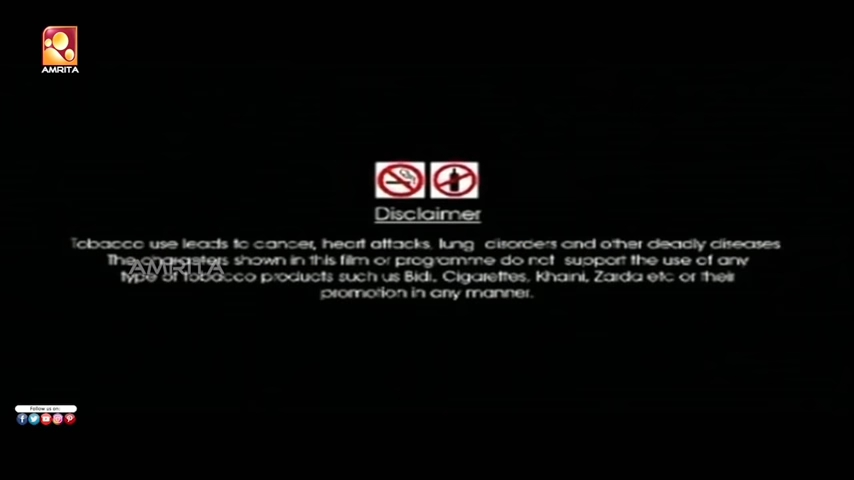 AMRITA
Disclaimer
Tobacco use leads to cancer, heart attacks, lung disorders and other deadly diseases
The characters shown in this film or programme do not support the use of any
AMRITA
type of tobacco products such us Bidi, Cigarettes, Khaini, Zarda etc or their
promotion in any manner.
Follow us on: